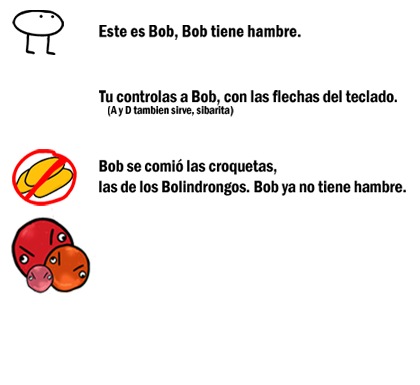 Este es Bob, Bob tiene hambre.
Tu controlas a Bob, con las flechas del teclado.
(A y D tambien sirve, sibarita)
Bob se comió las croquetas,
las de los Bolindrongos. Bob ya no tiene hambre.